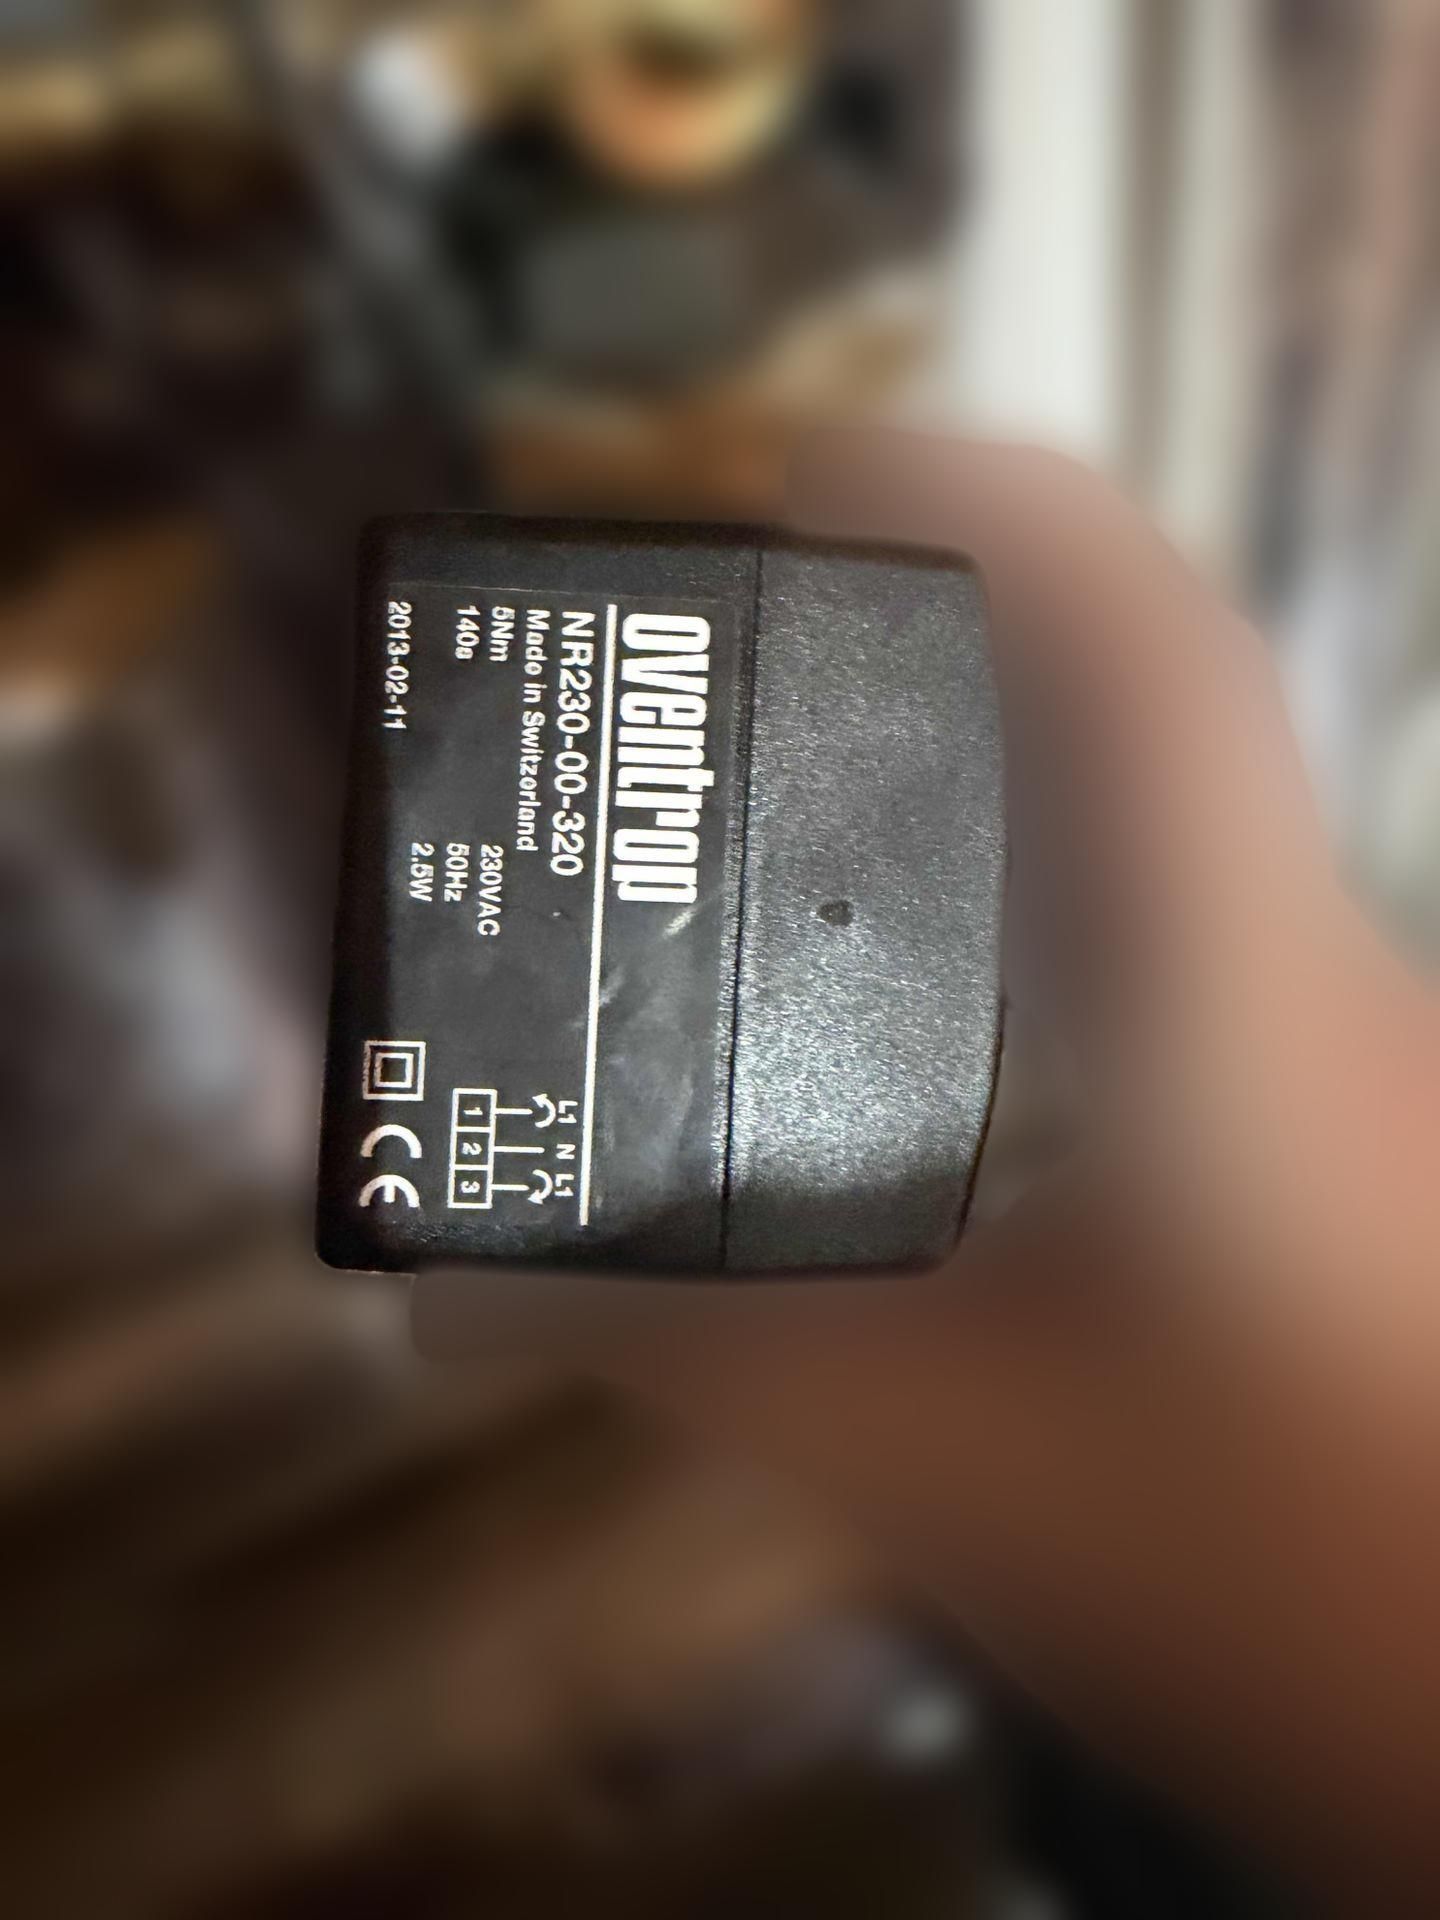 oventrop
NR230-00-320
Made in Switzerland
5Nm 230VAC
140s 50Hz
2.5W
2013-02-11
L1 N L1
1 2 3
CE